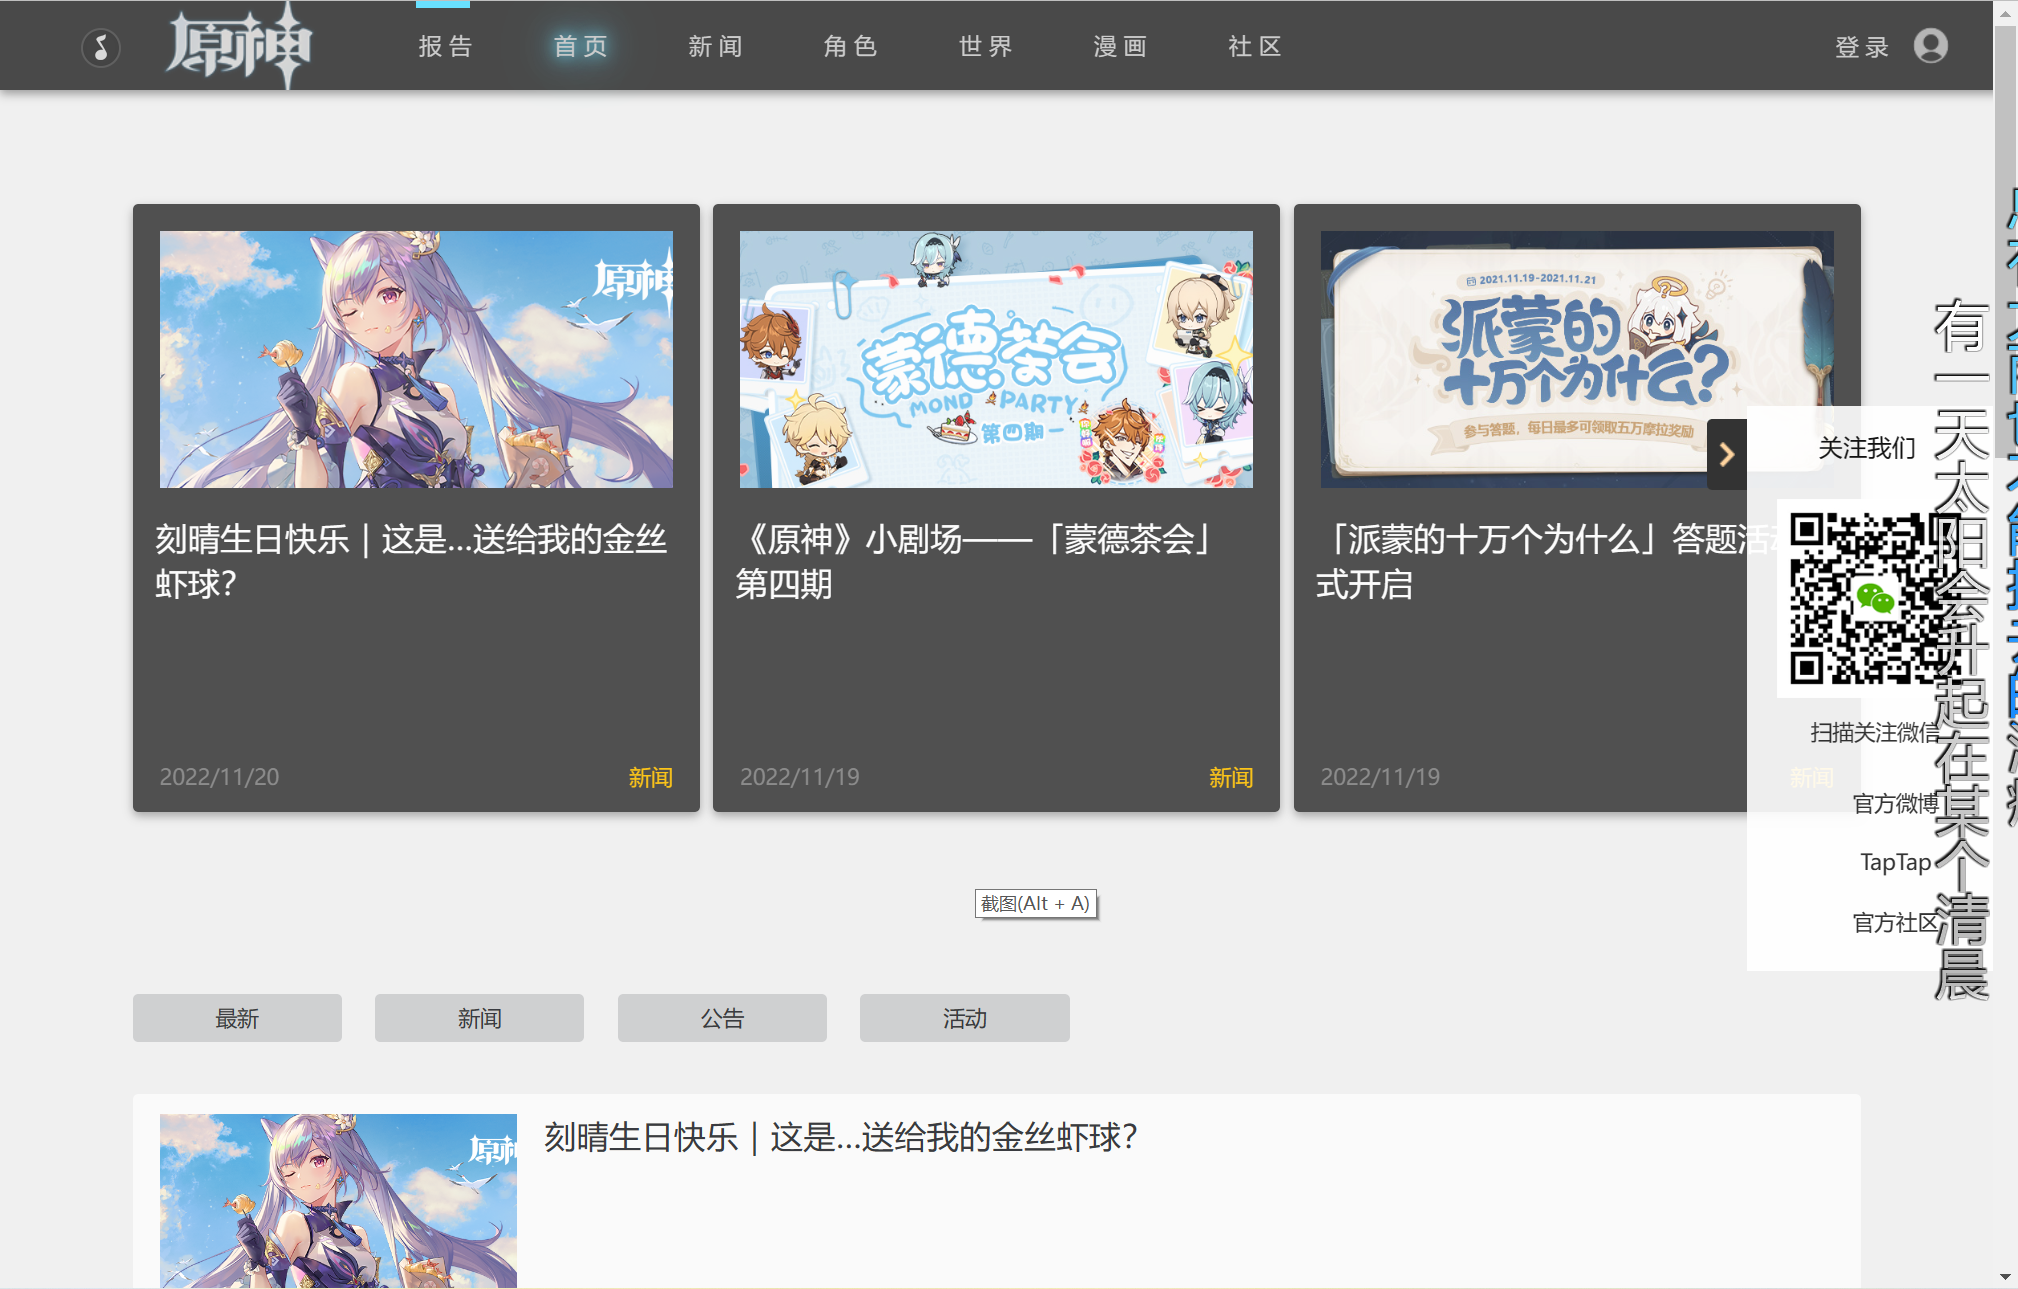 原神
报告
首页
新闻
角色
世界
漫画
社区
登录
原神
蒙德茶会
MOND PARTY
第四期
2021.11.19-2021.11.21
派蒙的
十万个为什么?
参与答题,每日最多可领取五万摩拉奖励
刻晴生日快乐｜这是...送给我的金丝
虾球?
2022/11/20
新闻
《原神》小剧场——「蒙德茶会」
第四期
2022/11/19
新闻
「派蒙的十万个为什么」答题活动
式开启
2022/11/19
新闻
关注我们
扫描关注微信
官方微博
TapTap
官方社区
有一天太阳会升起在某个清晨
截图(Alt + A)
最新
新闻
公告
活动
原神
刻晴生日快乐｜这是...送给我的金丝虾球?